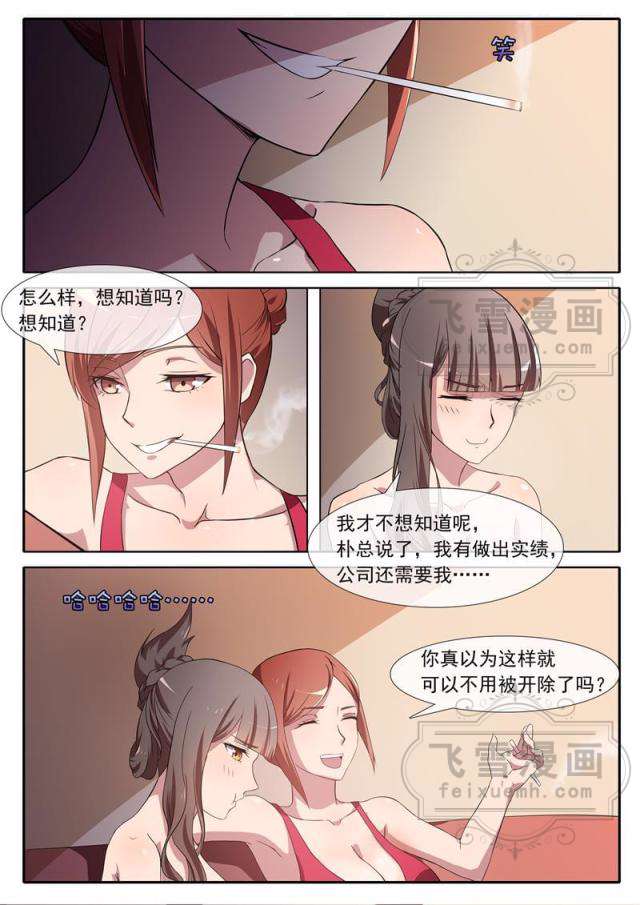 笑
飞雪漫画
feixuemh.com
怎么样，想知道吗？
想知道？
我才不想知道呢，
朴总说了，我有做出实绩，
公司还需要我……
哈哈哈哈……
你真以为这样就
可以不用被开除了吗？
飞雪漫画
feixuemh.com